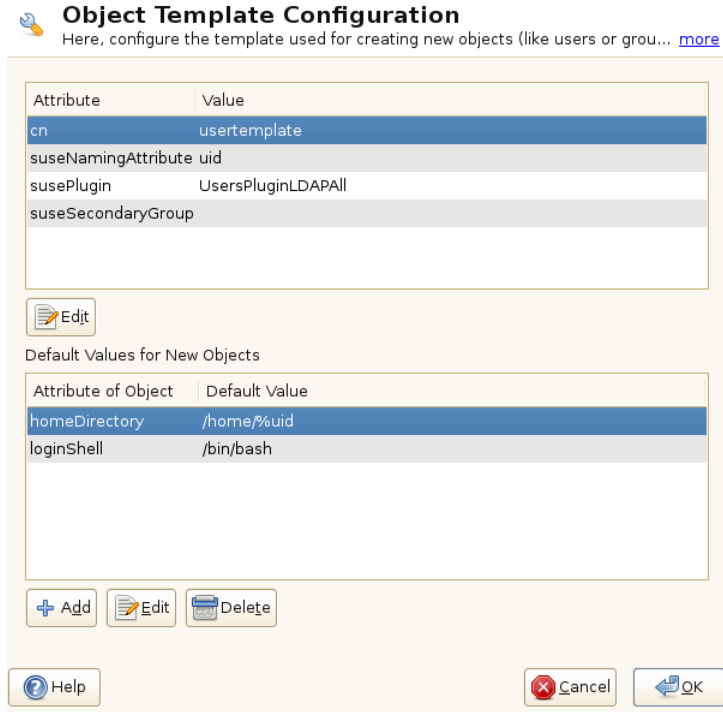 Object Template Configuration
Here, configure the template used for creating new objects (like users or grou... more
Attribute Value
cn usertemplate
suseNamingAttribute uid
susePlugin UsersPluginLDAPAll
suseSecondaryGroup
Edit
Default Values for New Objects
Attribute of Object Default Value
homeDirectory /home/%uid
loginShell /bin/bash
Add Edit Delete
Help Cancel OK